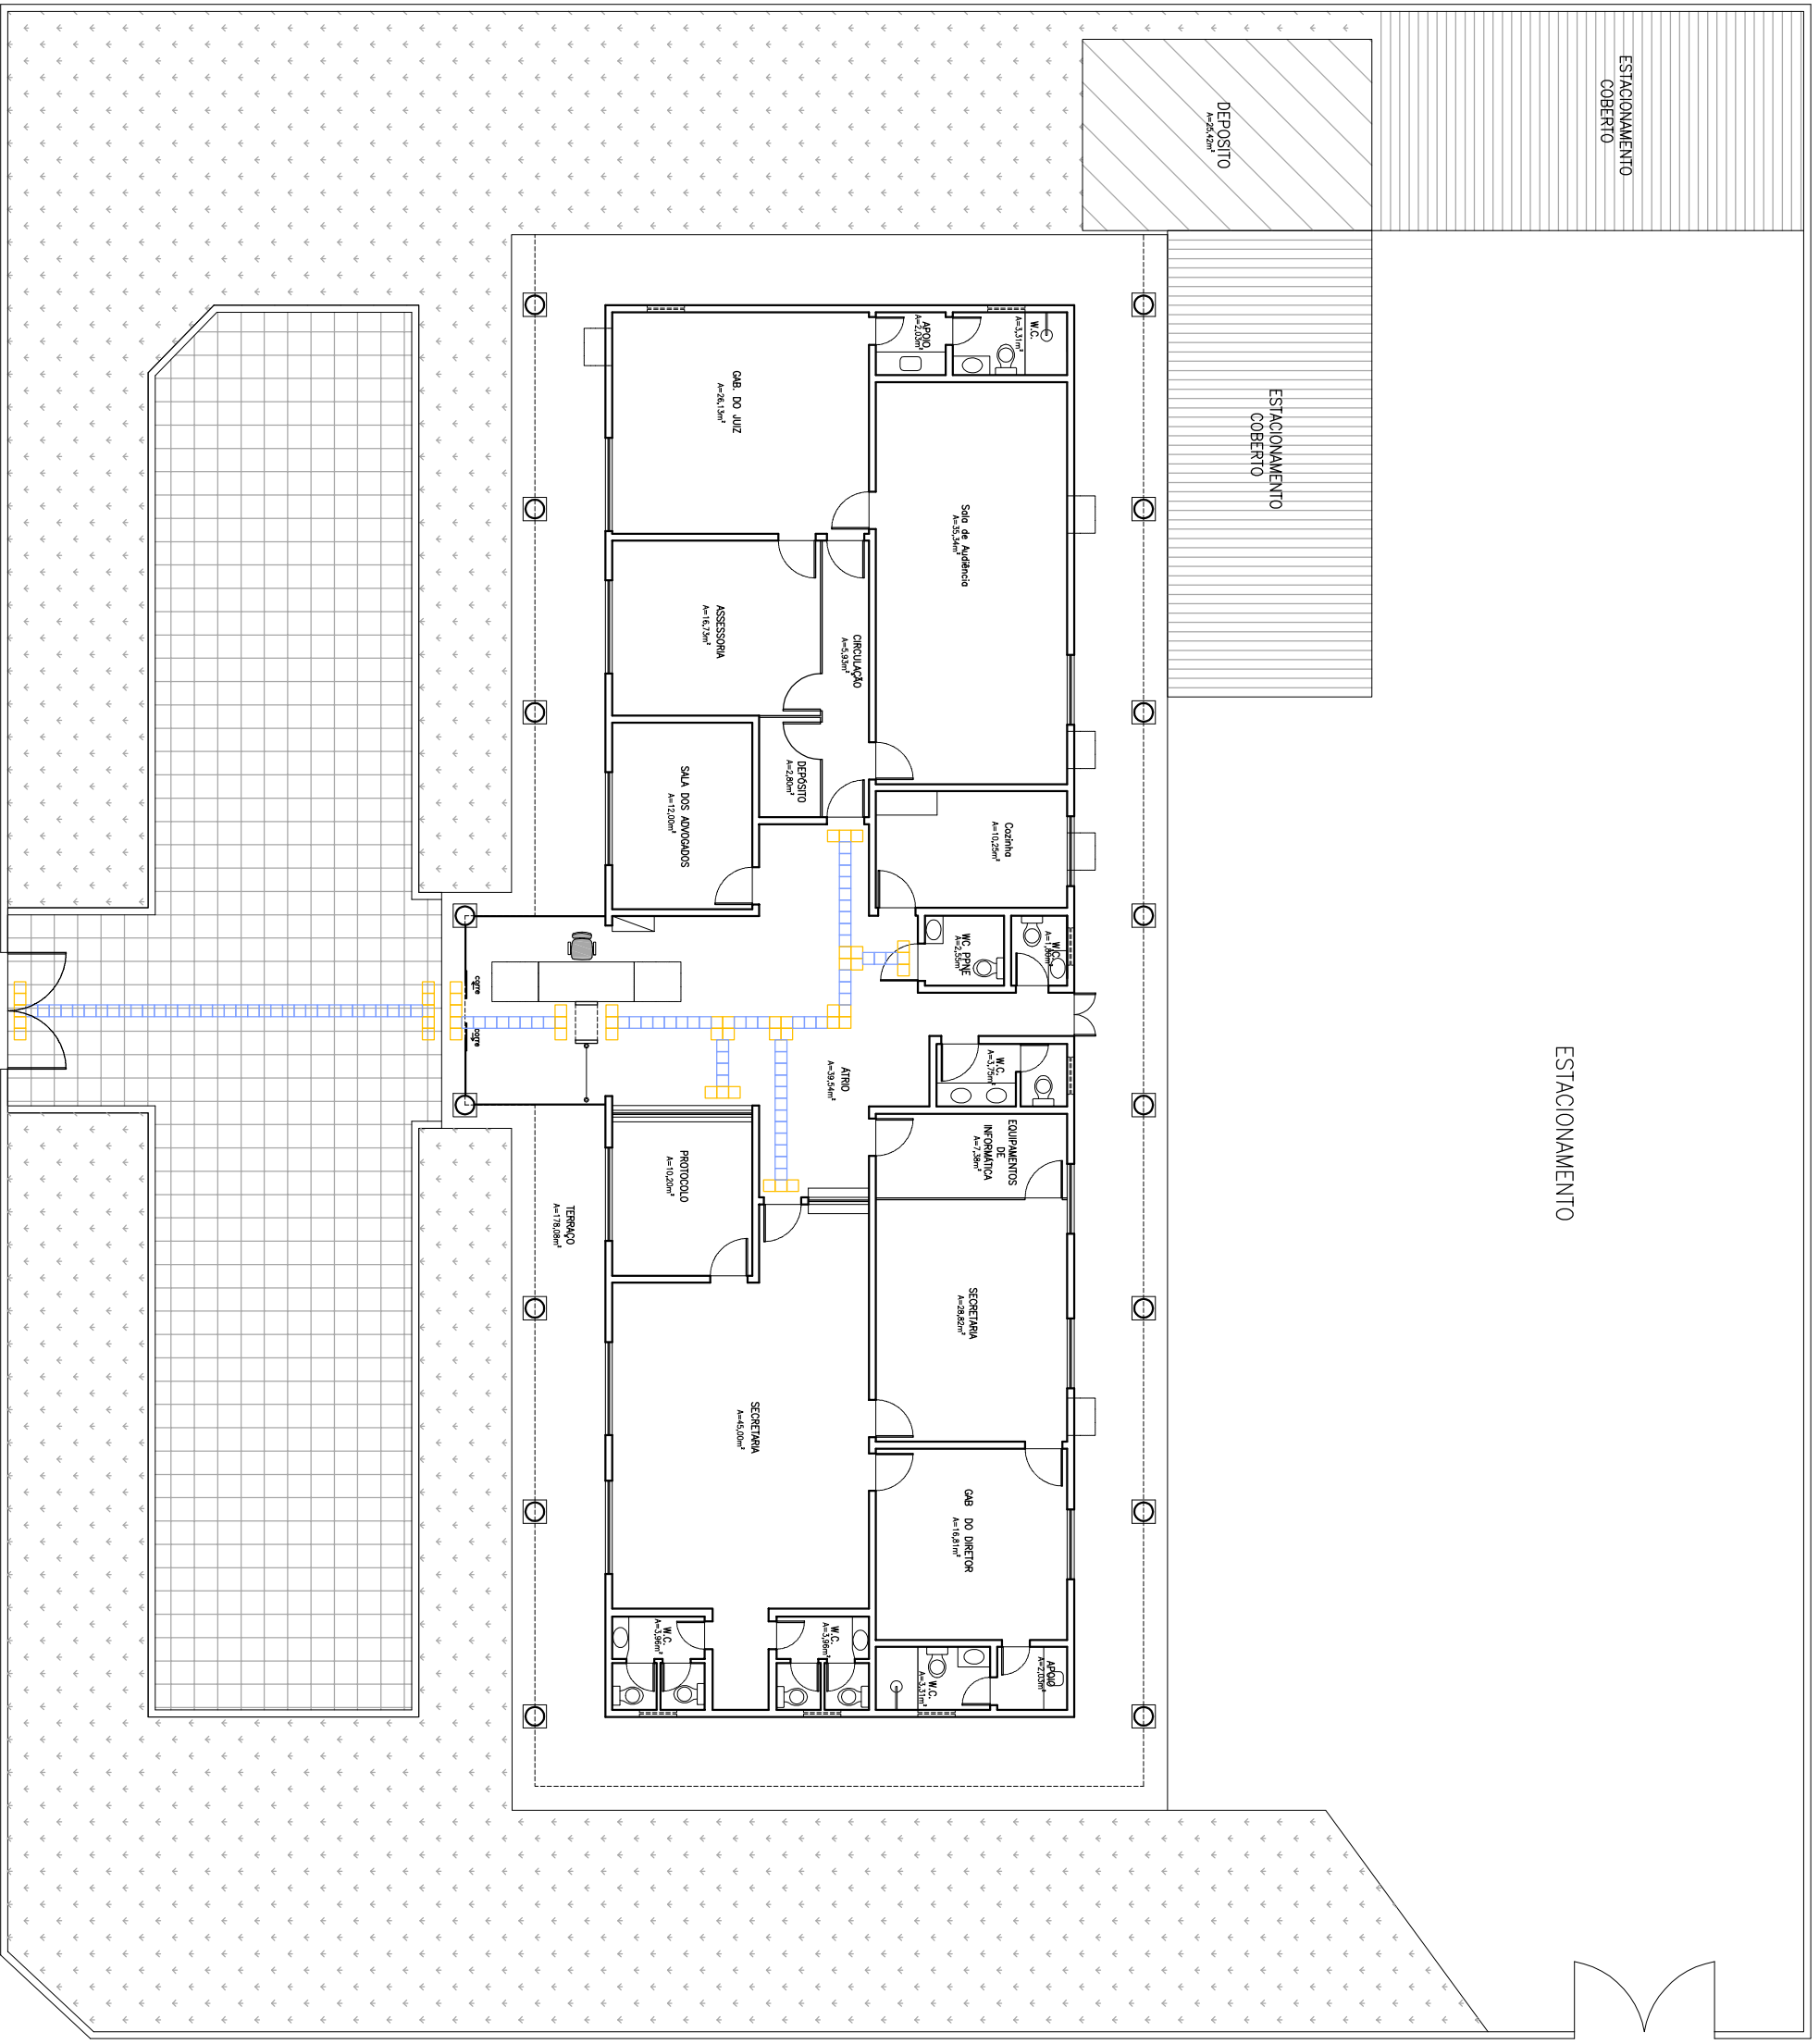 ESTACIONAMENTO
COBERTO
DEPOSITO
A=25,42m²
ESTACIONAMENTO
COBERTO
ESTACIONAMENTO
W.C.
A=3,31m²
APOIO
A=2,03m²
GAB. DO JUIZ
A=26,13m²
Sala de Audiência
A=35,34m²
ASSESSORIA
A=16,73m²
CIRCULAÇÃO
A=5,93m²
DEPÓSITO
A=2,80m²
SALA DOS ADVOGADOS
A=12,00m²
Cozinha
A=10,25m²
WC PPNE
A=2,55m²
W.C.
corre
corre
ÁTRIO
A=39,54m²
W.C.
A=3,75m²
EQUIPAMENTOS
DE
INFORMÁTICA
A=7,38m²
PROTOCOLO
A=10,20m²
TERRAÇO
A=178,08m²
SECRETARIA
A=28,82m²
SECRETARIA
A=45,00m²
GAB DO DIRETOR
A=16,81m²
W.C.
A=3,96m²
W.C.
A=3,96m²
W.C.
A=3,31m²
APOIO
A=2,03m²